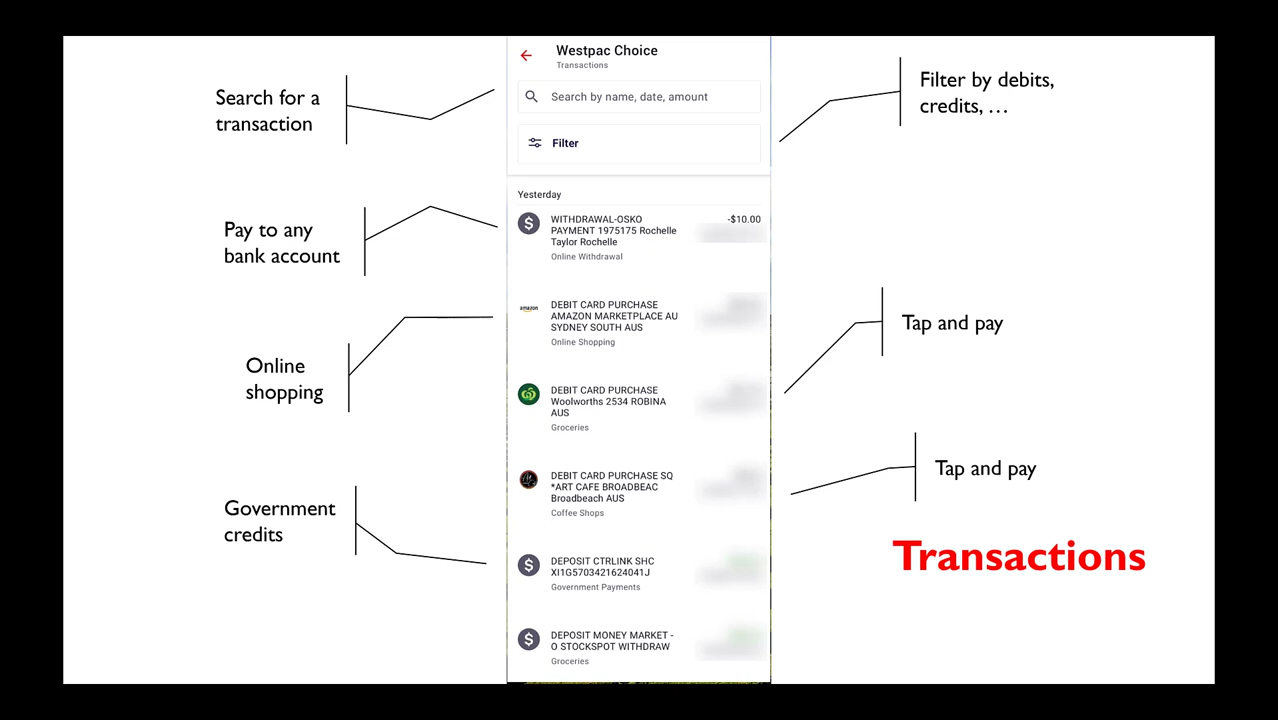 Westpac Choice
Transactions
Search by name, date, amount
Filter
Yesterday
WITHDRAWAL-OSKO
PAYMENT 1975175 Rochelle
Taylor Rochelle
-$10.00
Online Withdrawal
amazon
DEBIT CARD PURCHASE
AMAZON MARKETPLACE AU
SYDNEY SOUTH AUS
Online Shopping
DEBIT CARD PURCHASE
Woolworths 2534 ROBINA
AUS
Groceries
DEBIT CARD PURCHASE SQ
*ART CAFE BROADBEAC
Broadbeach AUS
Coffee Shops
DEPOSIT CTRLINK SHC
XI1G5703421624041J
Government Payments
DEPOSIT MONEY MARKET -
O STOCKSPOT WITHDRAW
Groceries
Search for a
transaction
Pay to any
bank account
Online
shopping
Government
credits
Filter by debits,
credits, …
Tap and pay
Tap and pay
Transactions